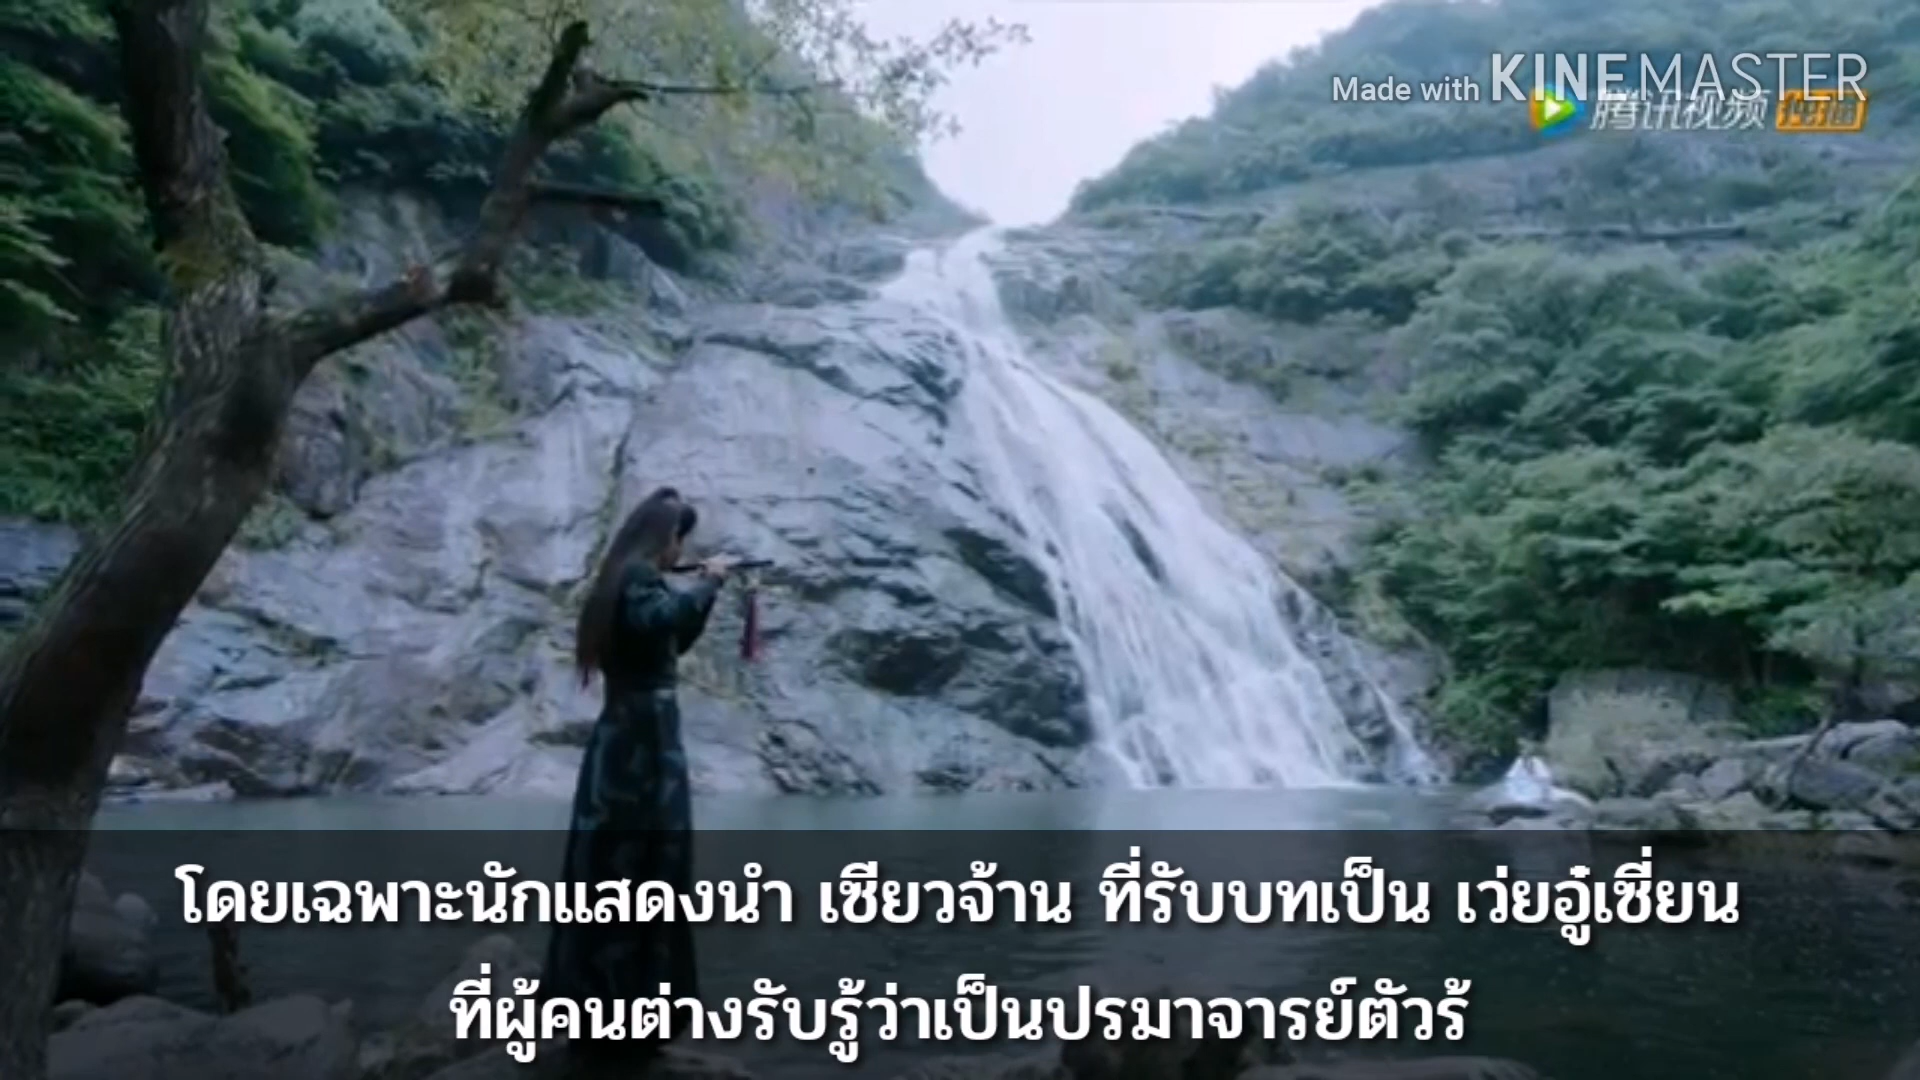 Made with KINEMASTER
腾讯视频
โดยเฉพาะนักแสดงนำ เซียวจ้าน ที่รับบทเป็น เว่ยอู๋เซี่ยน
ที่ผู้คนต่างรับรู้ว่าเป็นปรมาจารย์ตัวร้